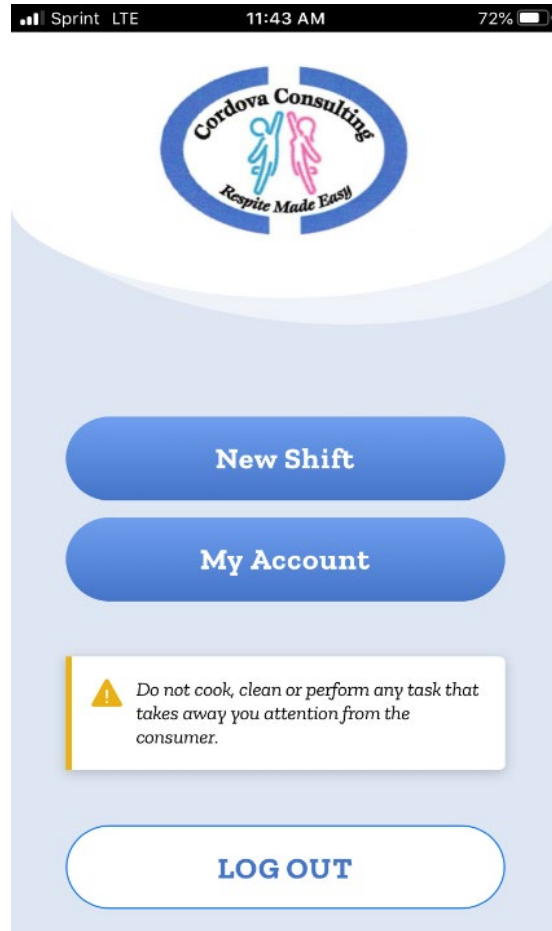 Sprint LTE 11:43 AM 72%
Cordova Consulting
Respite Made Easy
New Shift
My Account
Do not cook, clean or perform any task that
takes away you attention from the
consumer.
LOG OUT